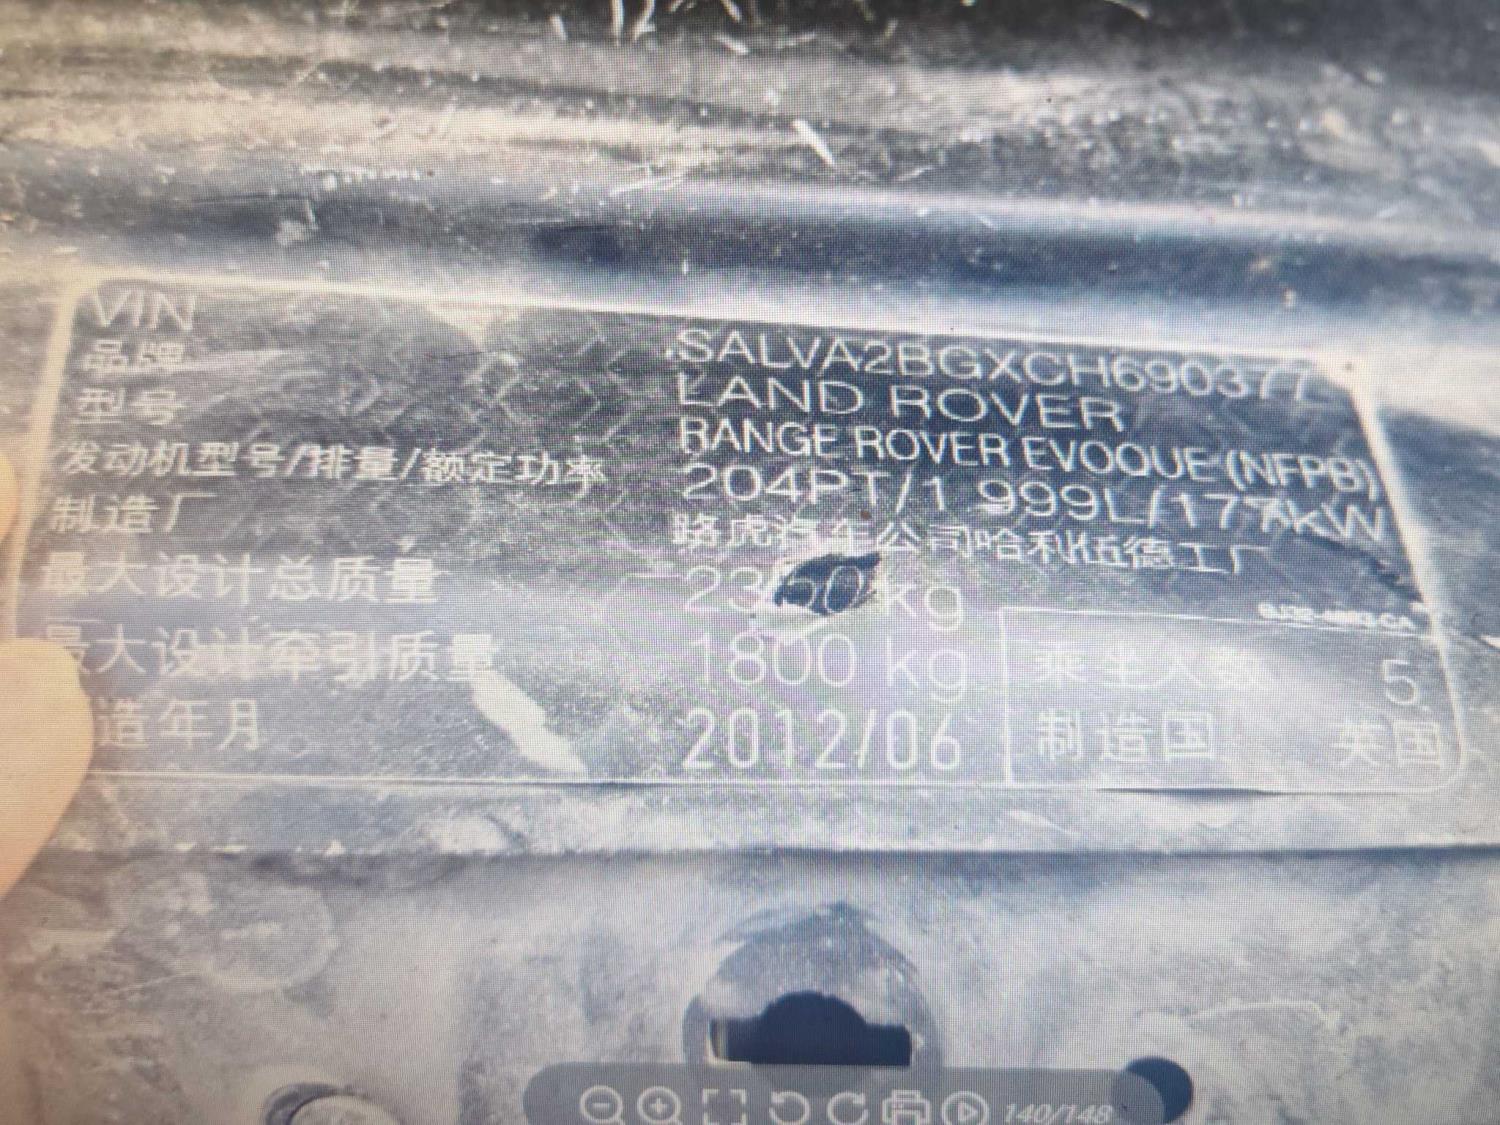 VIN SALVA2BGXCH690377
品牌 LAND ROVER
型号 RANGE ROVER EVOQUE (NFPB)
发动机型号/排量/额定功率 204PT/1 999L/177kW
制造厂 路虎汽车公司哈利伍德工厂
最大设计总质量 2350 kg
最大设计牵引质量 1800 kg
造年月 2012/06
乘坐人数 5
制造国 英国
140/148